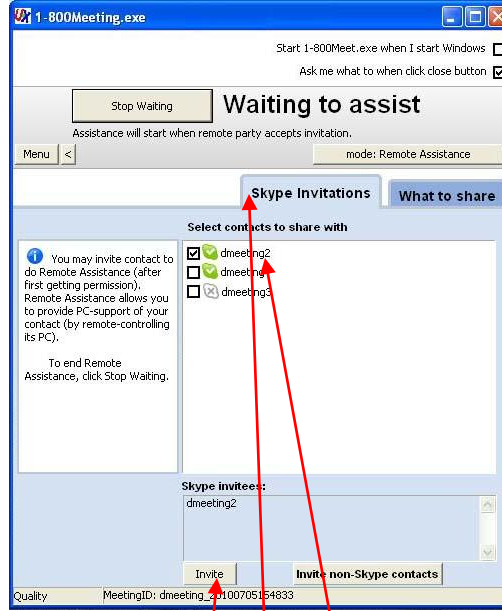 1-800Meeting.exe
Start 1-800Meet.exe when I start Windows
Ask me what to when click close button
Stop Waiting
Waiting to assist
Assistance will start when remote party accepts invitation.
Menu <
mode: Remote Assistance
Skype Invitations
What to share
Select contacts to share with
You may invite contact to
do Remote Assistance (after
first getting permission).
Remote Assistance allows you
to provide PC-support of your
contact (by remote-controlling
its PC).
To end Remote
Assistance, click Stop Waiting.
dmeeting2
dmeeting
dmeeting3
Skype invitees:
dmeeting2
Invite
Invite non-Skype contacts
Quality
MeetingID: dmeeting_20100705154833